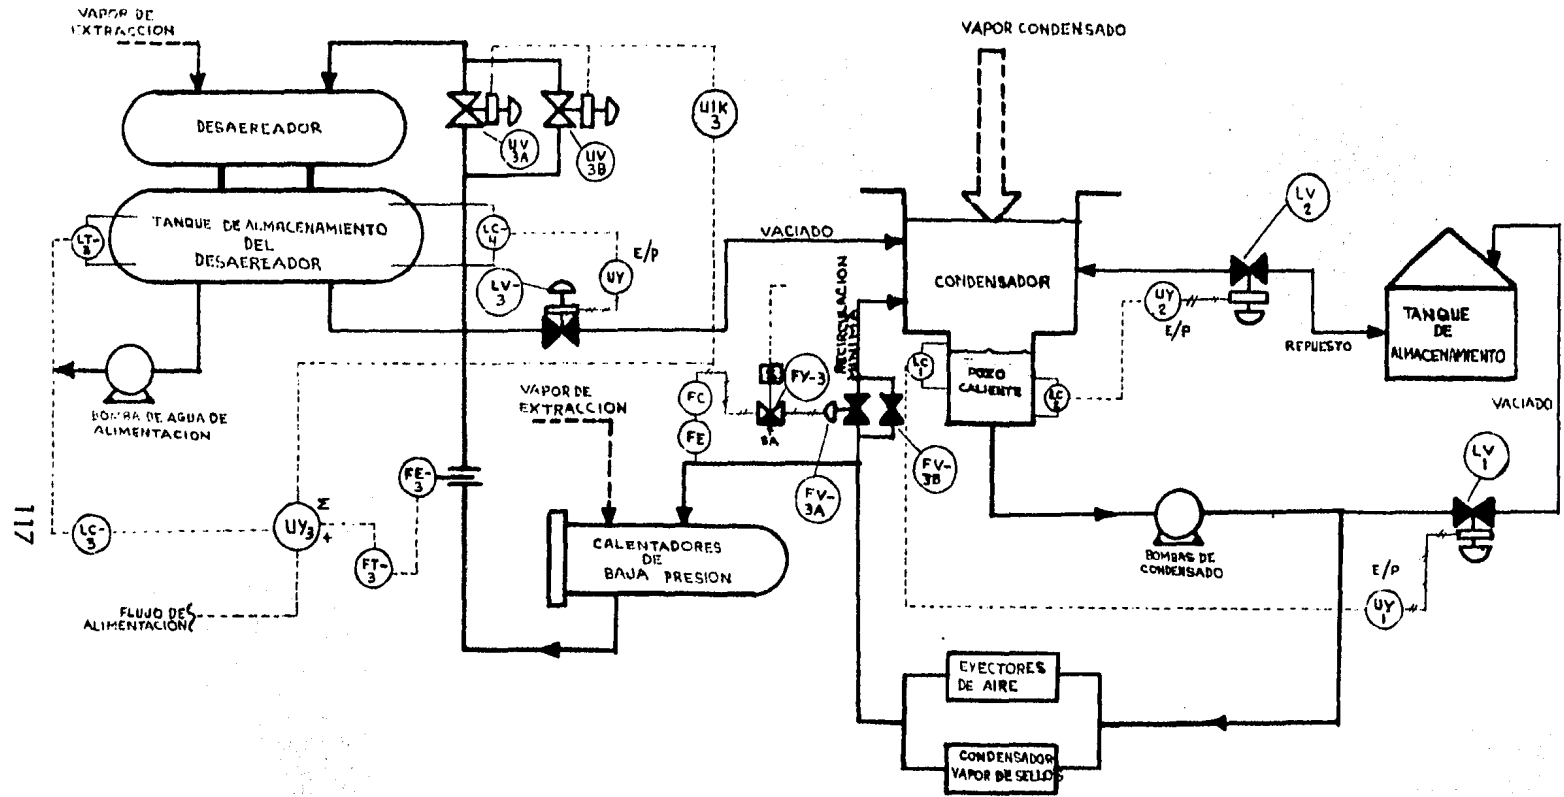 VAPOR DE
EXTRACCION
DESAEREADOR
TANQUE DE ALMACENAMIENTO
DEL
DESAEREADOR
LT-
LC-
4
E/P
UY
LV-
3
UV
3A
UV
3B
UIK
3
VAPOR CONDENSADO
VACIADO
CONDENSADOR
RECIRCULACION
LV
2
UY
2
E/P
REPUESTO
TANQUE
DE
ALMACENAMIENTO
VACIADO
BOMBA DE AGUA DE
ALIMENTACION
VAPOR DE
EXTRACCION
FC
FE
S
FY-3
SA
LC
1
POZO
CALIENTE
LC
2
FV-
3A
FV-
3B
LV
1
FE-
3
117
LC-
3
UY3
Σ
+
FT-
3
CALENTADORES
DE
BAJA PRESION
BOMBAS DE
CONDENSADO
E/P
UY
1
FLUJO DE
ALIMENTACION
EYECTORES
DE AIRE
CONDENSADOR
VAPOR DE SELLOS